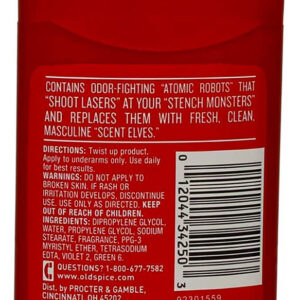 CONTAINS ODOR-FIGHTING "ATOMIC ROBOTS" THAT
"SHOOT LASERS" AT YOUR "STENCH MONSTERS"
AND REPLACES THEM WITH FRESH, CLEAN,
MASCULINE "SCENT ELVES."
DIRECTIONS: Twist up product.
Apply to underarms only. Use daily
for best results.
WARNINGS: DO NOT APPLY TO
BROKEN SKIN. IF RASH OR
IRRITATION DEVELOPS, DISCONTINUE
USE. USE ONLY AS DIRECTED. KEEP
OUT OF REACH OF CHILDREN.
INGREDIENTS: DIPROPYLENE GLYCOL,
WATER, PROPYLENE GLYCOL, SODIUM
STEARATE, FRAGRANCE, PPG-3
MYRISTYL ETHER, TETRASODIUM
EDTA, VIOLET 2, GREEN 6.
QUESTIONS? 1-800-677-7582
WWW.OLDSPICE.COM
DIST. BY PROCTER & GAMBLE,
CINCINNATI, OH 45202
0 12044 34250 3
02301559